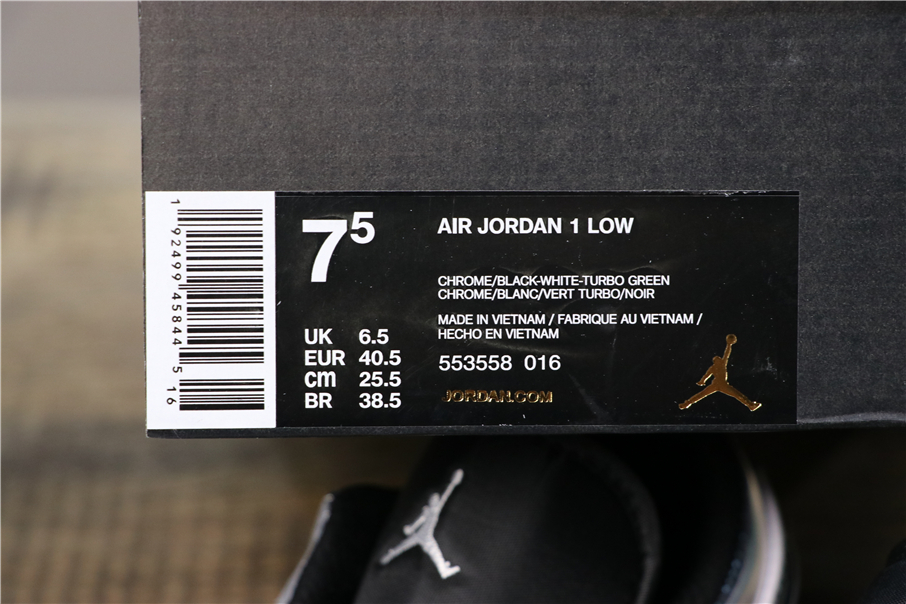 1 92499 45844 5 16
7⁵
AIR JORDAN 1 LOW
CHROME/BLACK-WHITE-TURBO GREEN
CHROME/BLANC/VERT TURBO/NOIR
MADE IN VIETNAM / FABRIQUE AU VIETNAM /
HECHO EN VIETNAM
553558 016
JORDAN.COM
UK 6.5
EUR 40.5
cm 25.5
BR 38.5